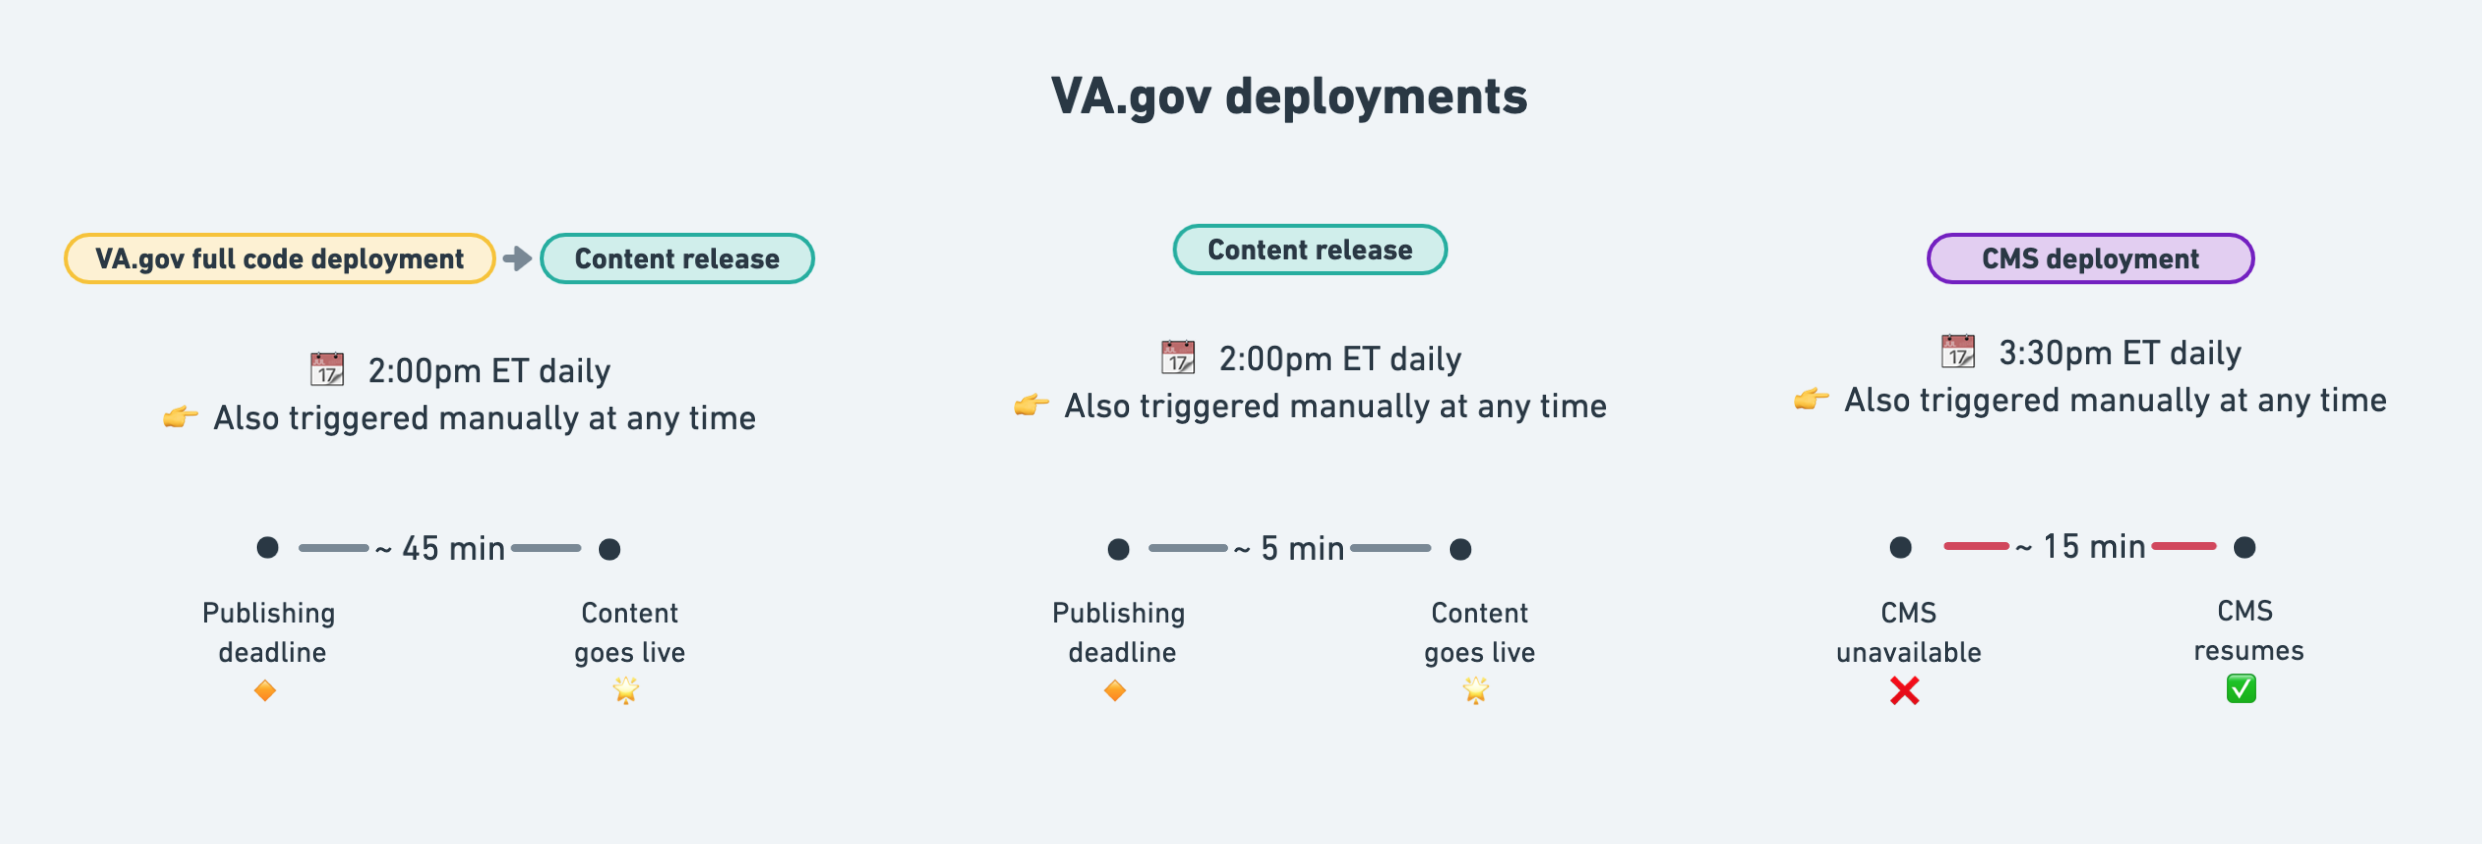 VA.gov deployments
VA.gov full code deployment
Content release
2:00pm ET daily
Also triggered manually at any time
~ 45 min
Publishing
deadline
Content
goes live
Content release
2:00pm ET daily
Also triggered manually at any time
~ 5 min
Publishing
deadline
Content
goes live
CMS deployment
3:30pm ET daily
Also triggered manually at any time
~ 15 min
CMS
unavailable
CMS
resumes